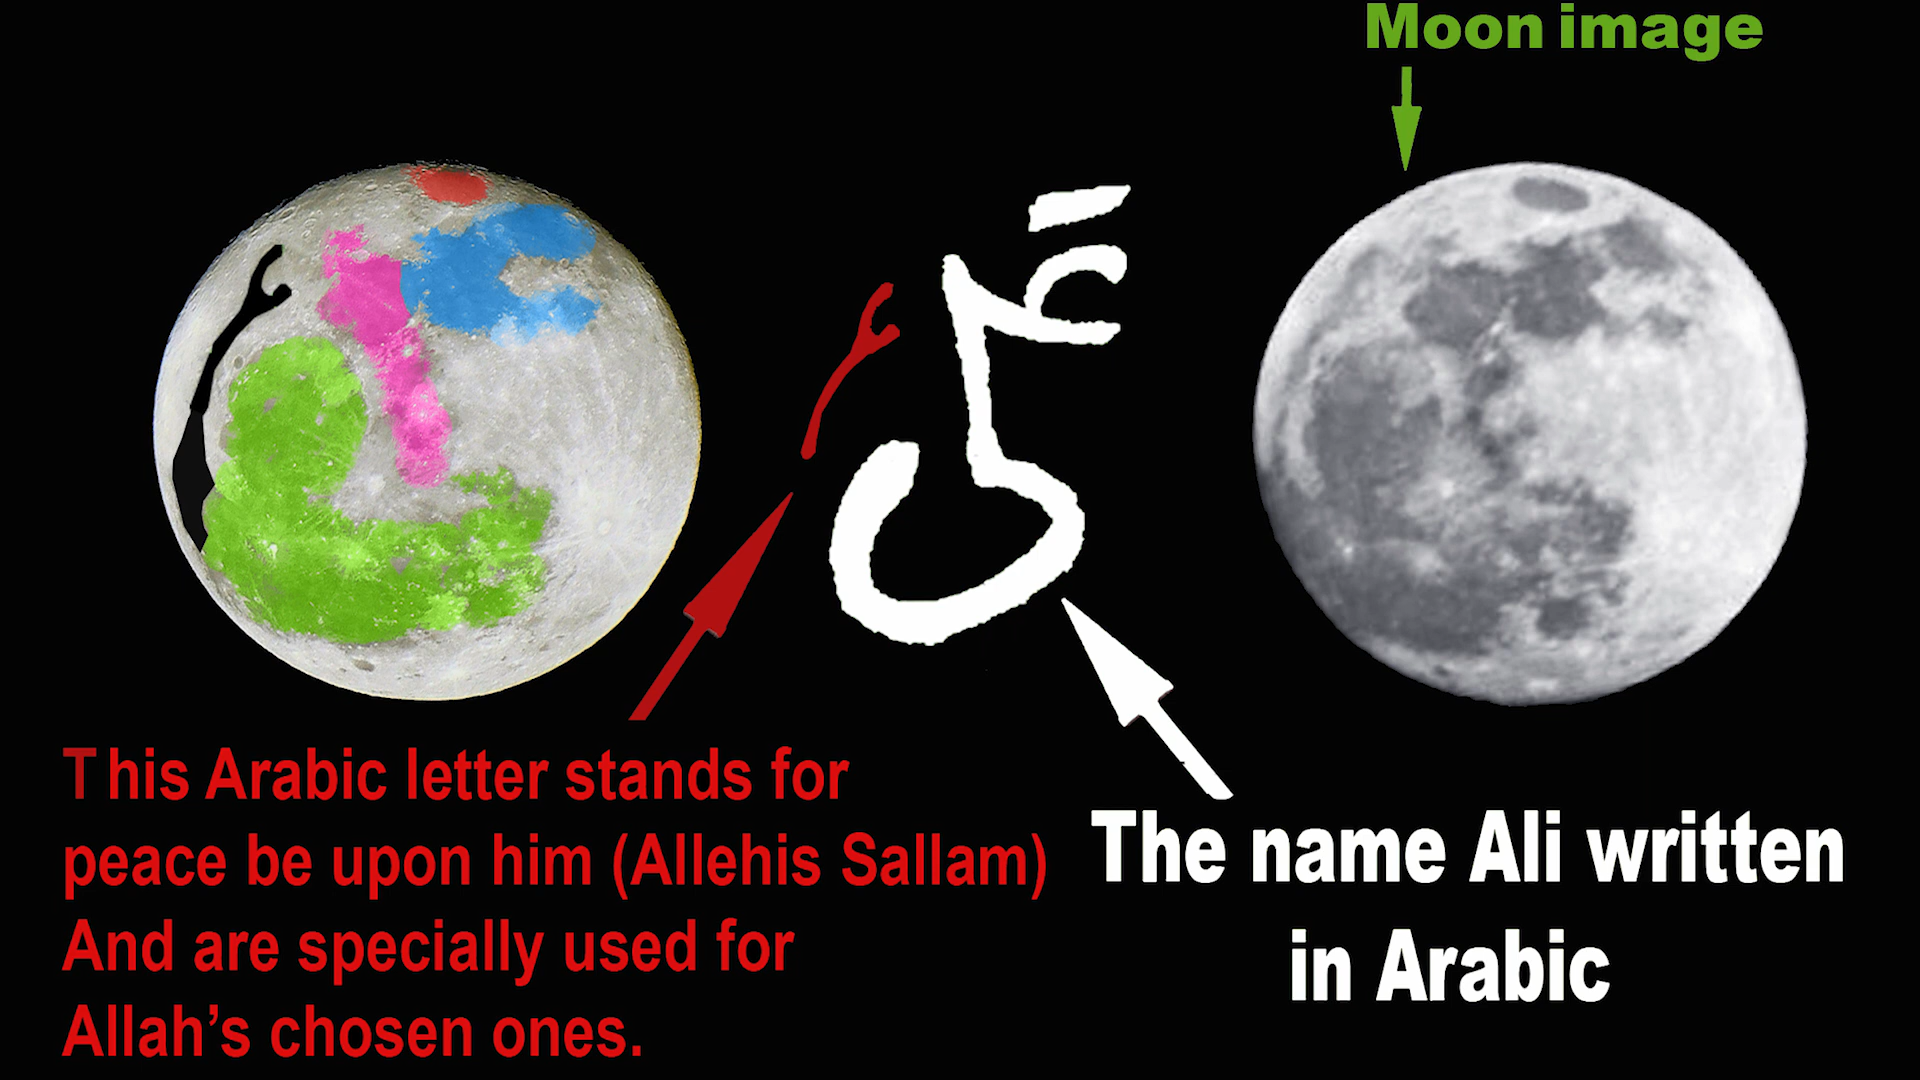 Moon image
علی
This Arabic letter stands for
peace be upon him (Allehis Sallam)
And are specially used for
Allah’s chosen ones.
The name Ali written
in Arabic